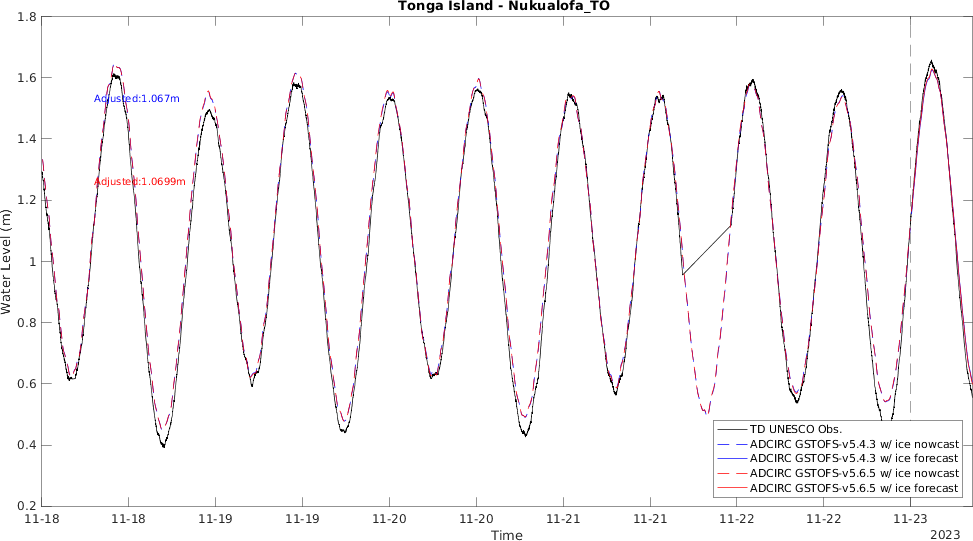 Tonga Island - Nukualofa_TO
1.8
1.6
1.4
1.2
1
0.8
0.6
0.4
0.2
Water Level (m)
Adjusted:1.067m
Adjusted:1.0699m
TD UNESCO Obs.
ADCIRC GSTOFS-v5.4.3 w/ ice nowcast
ADCIRC GSTOFS-v5.4.3 w/ ice forecast
ADCIRC GSTOFS-v5.6.5 w/ ice nowcast
ADCIRC GSTOFS-v5.6.5 w/ ice forecast
11-18 11-18 11-19 11-19 11-20 11-20 11-21 11-21 11-22 11-22 11-23
Time
2023